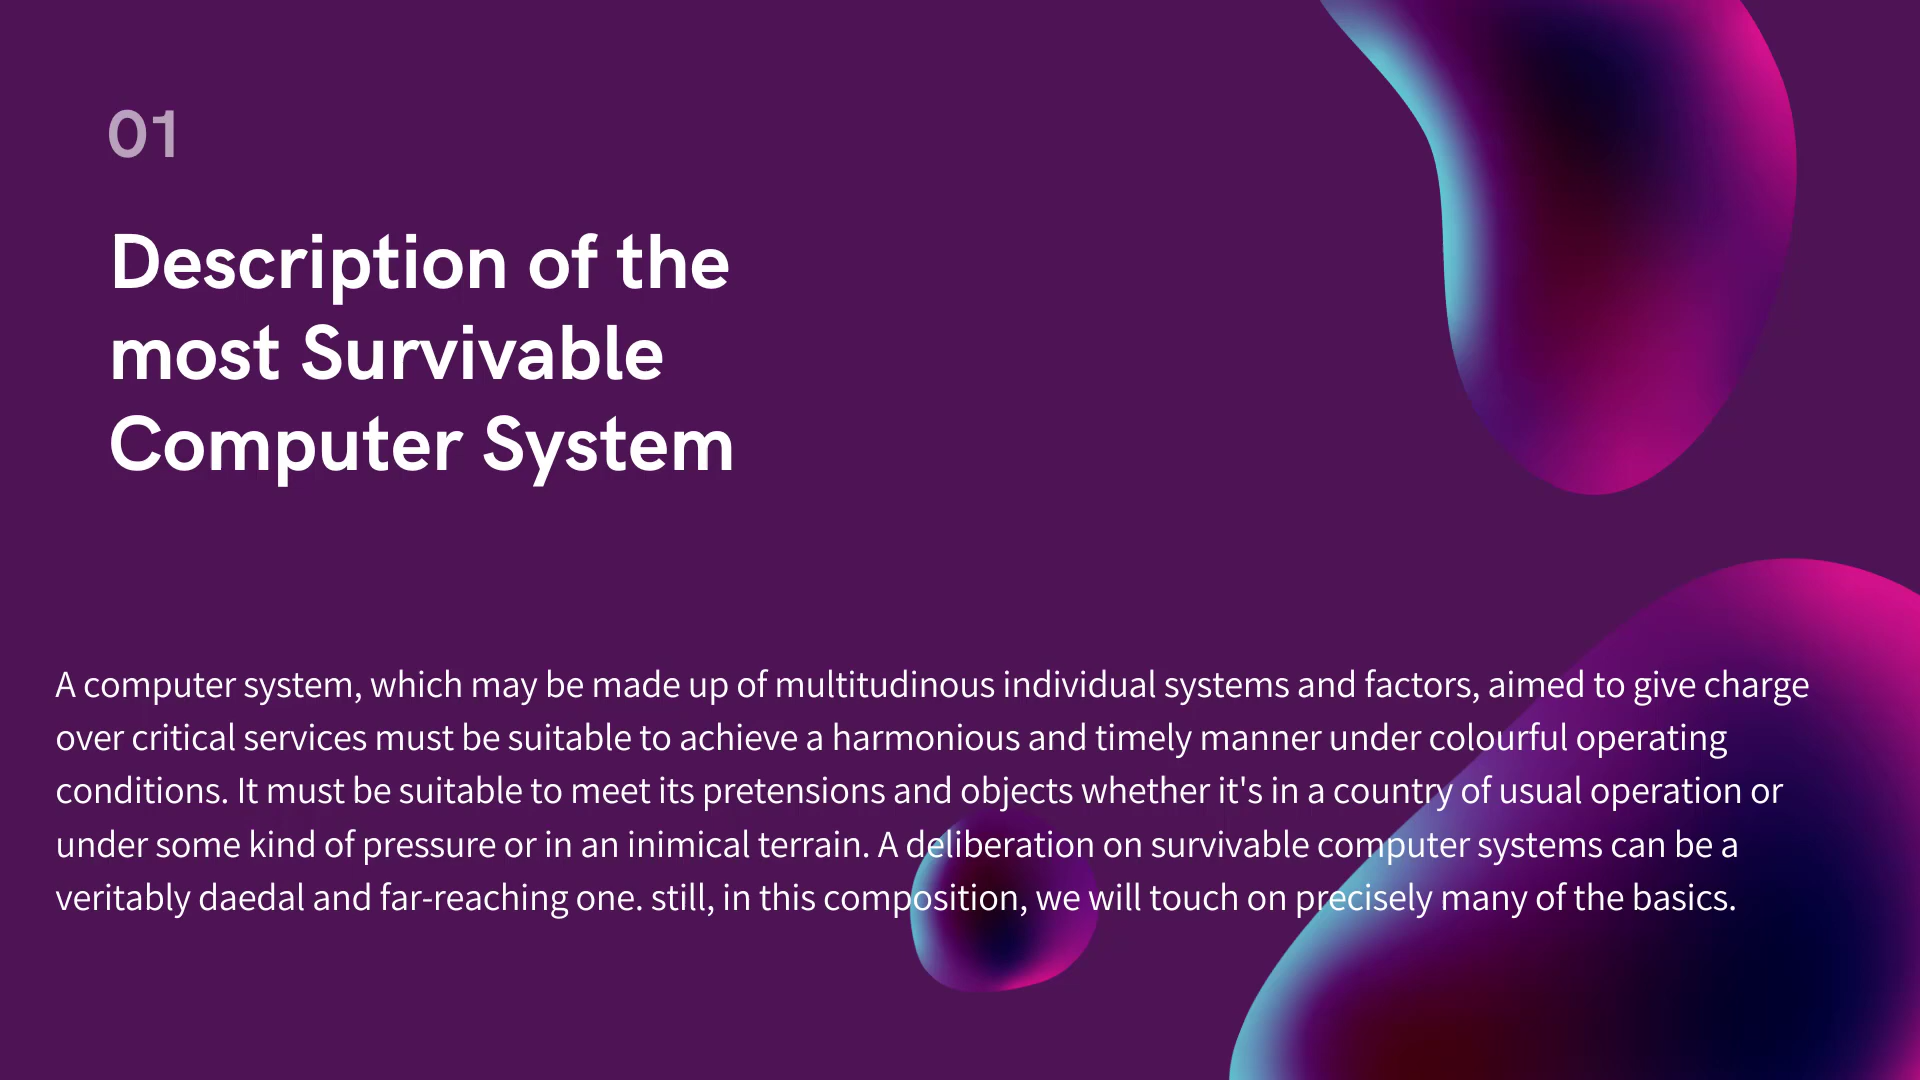 01
Description of the
most Survivable
Computer System
A computer system, which may be made up of multitudinous individual systems and factors, aimed to give charge
over critical services must be suitable to achieve a harmonious and timely manner under colourful operating
conditions. It must be suitable to meet its pretensions and objects whether it's in a country of usual operation or
under some kind of pressure or in an inimical terrain. A deliberation on survivable computer systems can be a
veritably daedal and far-reaching one. still, in this composition, we will touch on precisely many of the basics.